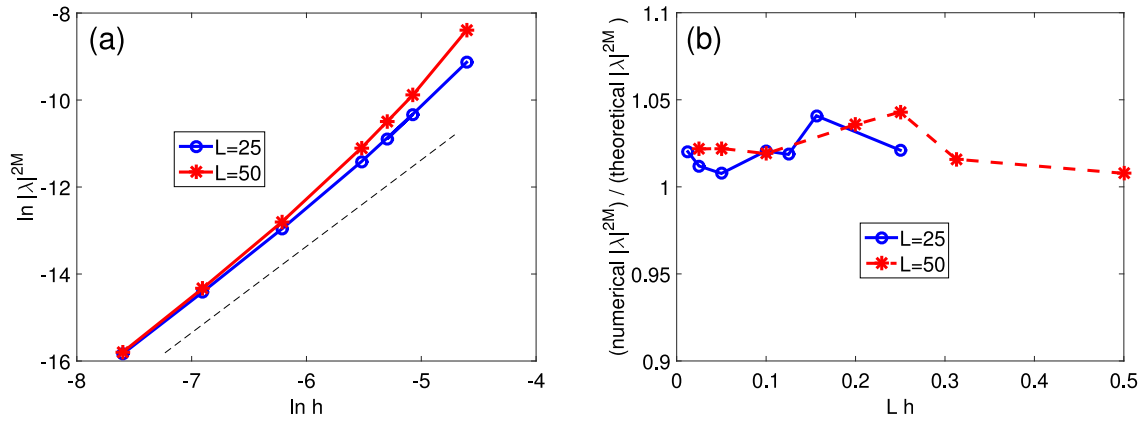 (a)
-8
-10
-12
-14
-16
ln |λ|^{2M}
L=25
L=50
-8 -7 -6 -5 -4
ln h
(b)
1.1
1.05
1
0.95
0.9
(numerical |λ|^{2M}) / (theoretical |λ|^{2M} )
L=25
L=50
0 0.1 0.2 0.3 0.4 0.5
L h